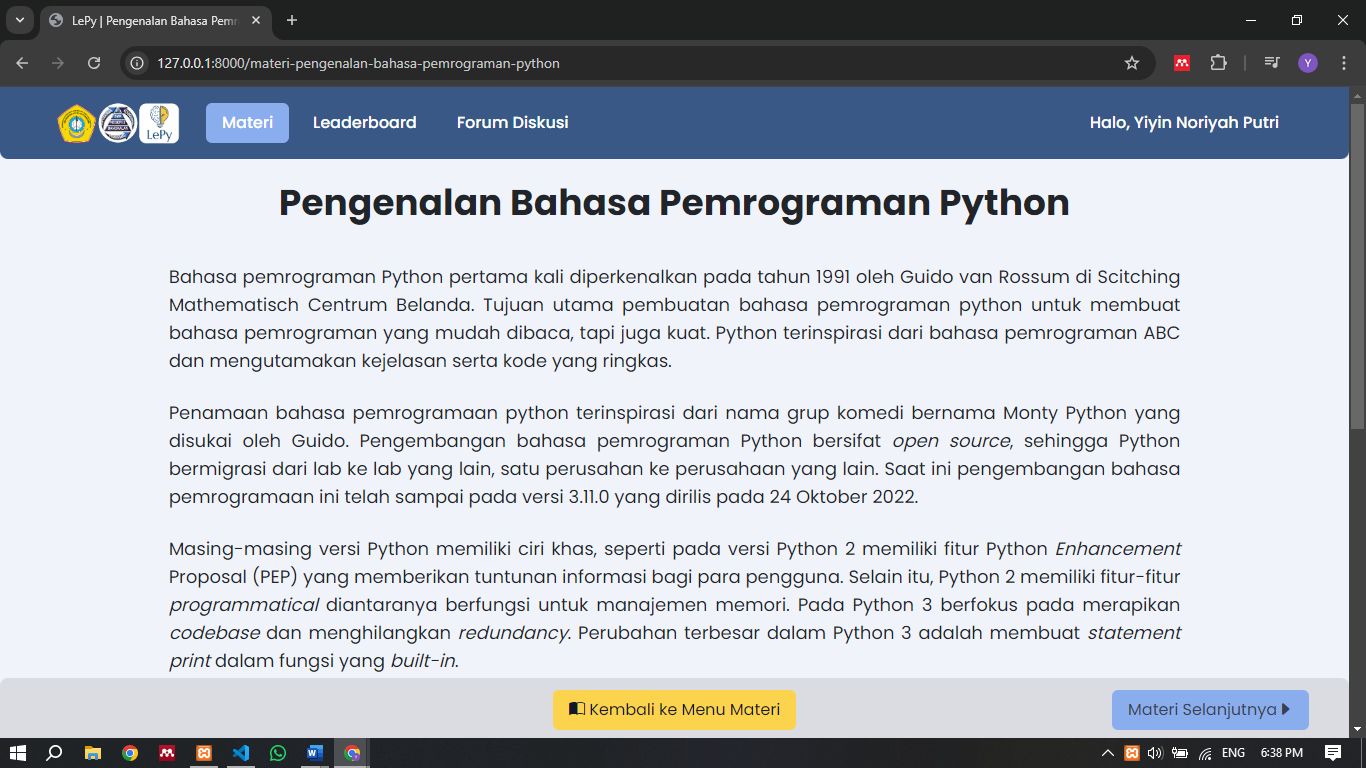 LePy | Pengenalan Bahasa Pemr
127.0.0.1:8000/materi-pengenalan-bahasa-pemrograman-python
Y
LePy
Materi
Leaderboard
Forum Diskusi
Halo, Yiyin Noriyah Putri
Pengenalan Bahasa Pemrograman Python
Bahasa pemrograman Python pertama kali diperkenalkan pada tahun 1991 oleh Guido van Rossum di Scitching
Mathematisch Centrum Belanda. Tujuan utama pembuatan bahasa pemrograman python untuk membuat
bahasa pemrograman yang mudah dibaca, tapi juga kuat. Python terinspirasi dari bahasa pemrograman ABC
dan mengutamakan kejelasan serta kode yang ringkas.
Penamaan bahasa pemrogramaan python terinspirasi dari nama grup komedi bernama Monty Python yang
disukai oleh Guido. Pengembangan bahasa pemrograman Python bersifat open source, sehingga Python
bermigrasi dari lab ke lab yang lain, satu perusahan ke perusahaan yang lain. Saat ini pengembangan bahasa
pemrogramaan ini telah sampai pada versi 3.11.0 yang dirilis pada 24 Oktober 2022.
Masing-masing versi Python memiliki ciri khas, seperti pada versi Python 2 memiliki fitur Python Enhancement
Proposal (PEP) yang memberikan tuntunan informasi bagi para pengguna. Selain itu, Python 2 memiliki fitur-fitur
programmatical diantaranya berfungsi untuk manajemen memori. Pada Python 3 berfokus pada merapikan
codebase dan menghilangkan redundancy. Perubahan terbesar dalam Python 3 adalah membuat statement
print dalam fungsi yang built-in.
Kembali ke Menu Materi
Materi Selanjutnya
ENG
6:38 PM